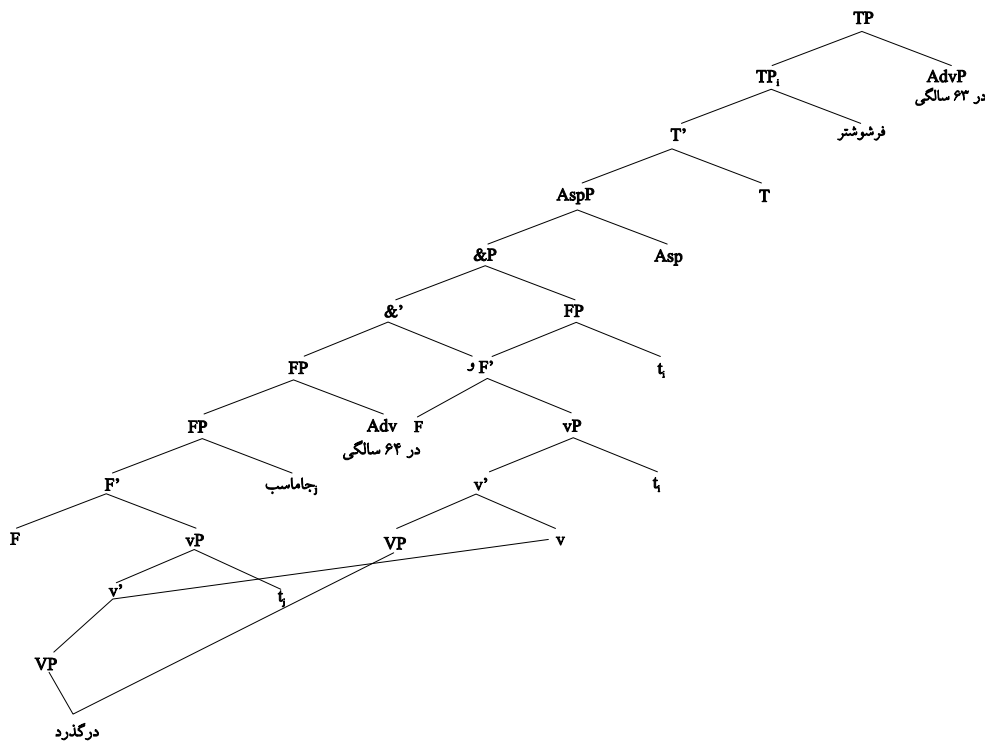 TP
TPi AdvP
در ۶۳ سالگی
T’ فرشوشتر
AspP T
&P Asp
&’ FP
FP و F’ ti
FP Adv F vP
در ۶۴ سالگی
F’ جاماسبj v’ ti
F vP VP v
v’ tj
VP
درگذرد